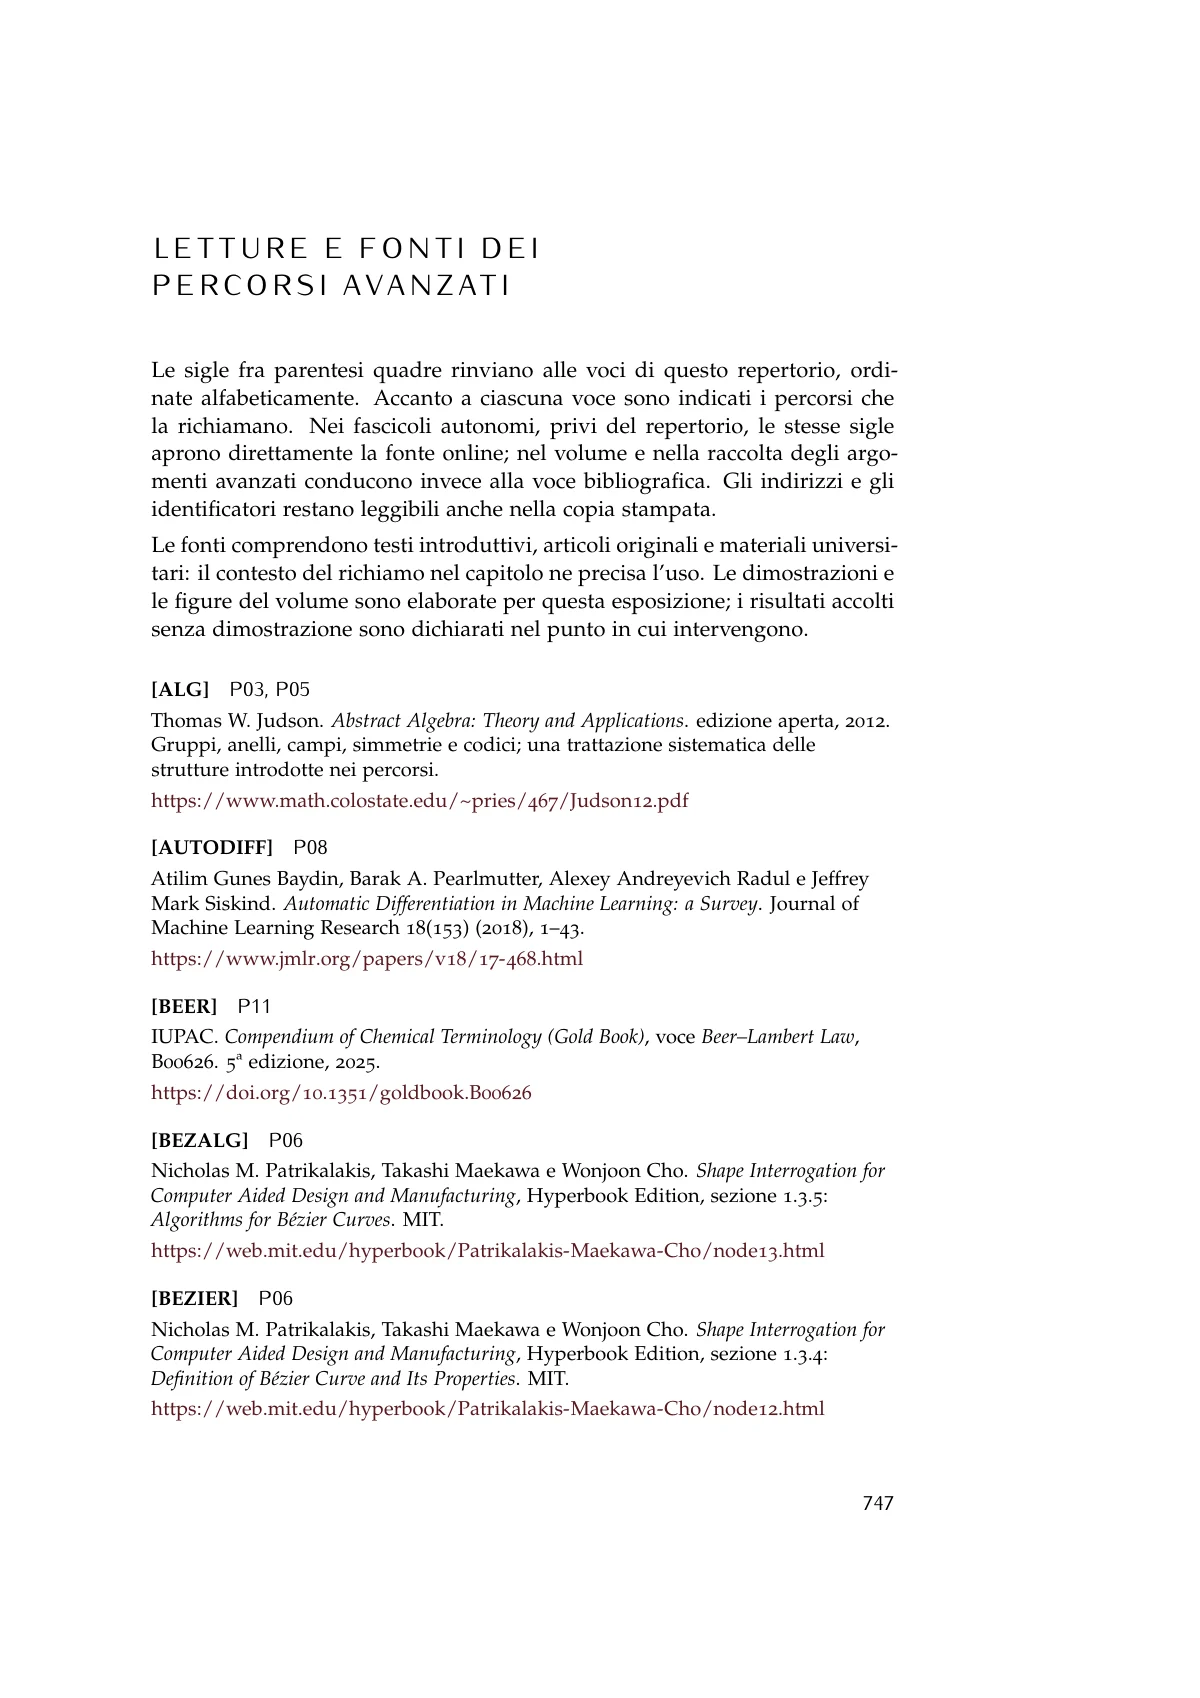 LETTURE E FONTI DEI
PERCORSI AVANZATI
Le sigle fra parentesi quadre rinviano alle voci di questo repertorio, ordi-
nate alfabeticamente. Accanto a ciascuna voce sono indicati i percorsi che
la richiamano. Nei fascicoli autonomi, privi del repertorio, le stesse sigle
aprono direttamente la fonte online; nel volume e nella raccolta degli argo-
menti avanzati conducono invece alla voce bibliografica. Gli indirizzi e gli
identificatori restano leggibili anche nella copia stampata.
Le fonti comprendono testi introduttivi, articoli originali e materiali universi-
tari: il contesto del richiamo nel capitolo ne precisa l'uso. Le dimostrazioni e
le figure del volume sono elaborate per questa esposizione; i risultati accolti
senza dimostrazione sono dichiarati nel punto in cui intervengono.
[ALG] P03, P05
Thomas W. Judson. Abstract Algebra: Theory and Applications. edizione aperta, 2012.
Gruppi, anelli, campi, simmetrie e codici; una trattazione sistematica delle
strutture introdotte nei percorsi.
https://www.math.colostate.edu/~pries/467/Judson12.pdf
[AUTODIFF] P08
Atilim Gunes Baydin, Barak A. Pearlmutter, Alexey Andreyevich Radul e Jeffrey
Mark Siskind. Automatic Differentiation in Machine Learning: a Survey. Journal of
Machine Learning Research 18(153) (2018), 1–43.
https://www.jmlr.org/papers/v18/17-468.html
[BEER] P11
IUPAC. Compendium of Chemical Terminology (Gold Book), voce Beer–Lambert Law,
B00626. 5ª edizione, 2025.
https://doi.org/10.1351/goldbook.B00626
[BEZALG] P06
Nicholas M. Patrikalakis, Takashi Maekawa e Wonjoon Cho. Shape Interrogation for
Computer Aided Design and Manufacturing, Hyperbook Edition, sezione 1.3.5:
Algorithms for Bézier Curves. MIT.
https://web.mit.edu/hyperbook/Patrikalakis-Maekawa-Cho/node13.html
[BEZIER] P06
Nicholas M. Patrikalakis, Takashi Maekawa e Wonjoon Cho. Shape Interrogation for
Computer Aided Design and Manufacturing, Hyperbook Edition, sezione 1.3.4:
Definition of Bézier Curve and Its Properties. MIT.
https://web.mit.edu/hyperbook/Patrikalakis-Maekawa-Cho/node12.html
747